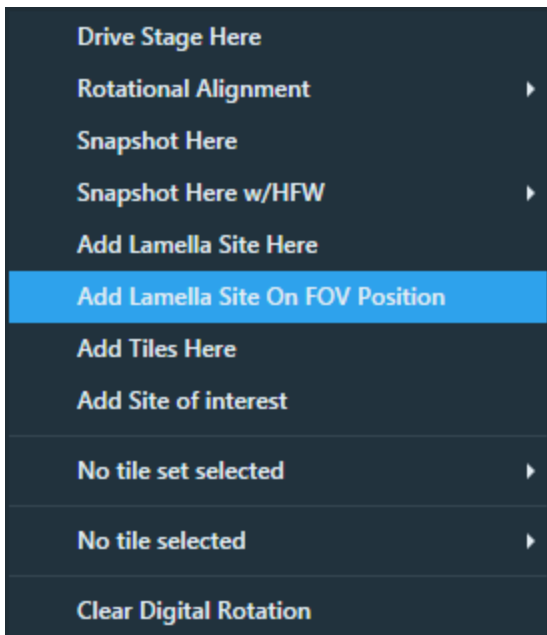 Drive Stage Here
Rotational Alignment
Snapshot Here
Snapshot Here w/HFW
Add Lamella Site Here
Add Lamella Site On FOV Position
Add Tiles Here
Add Site of interest
No tile set selected
No tile selected
Clear Digital Rotation